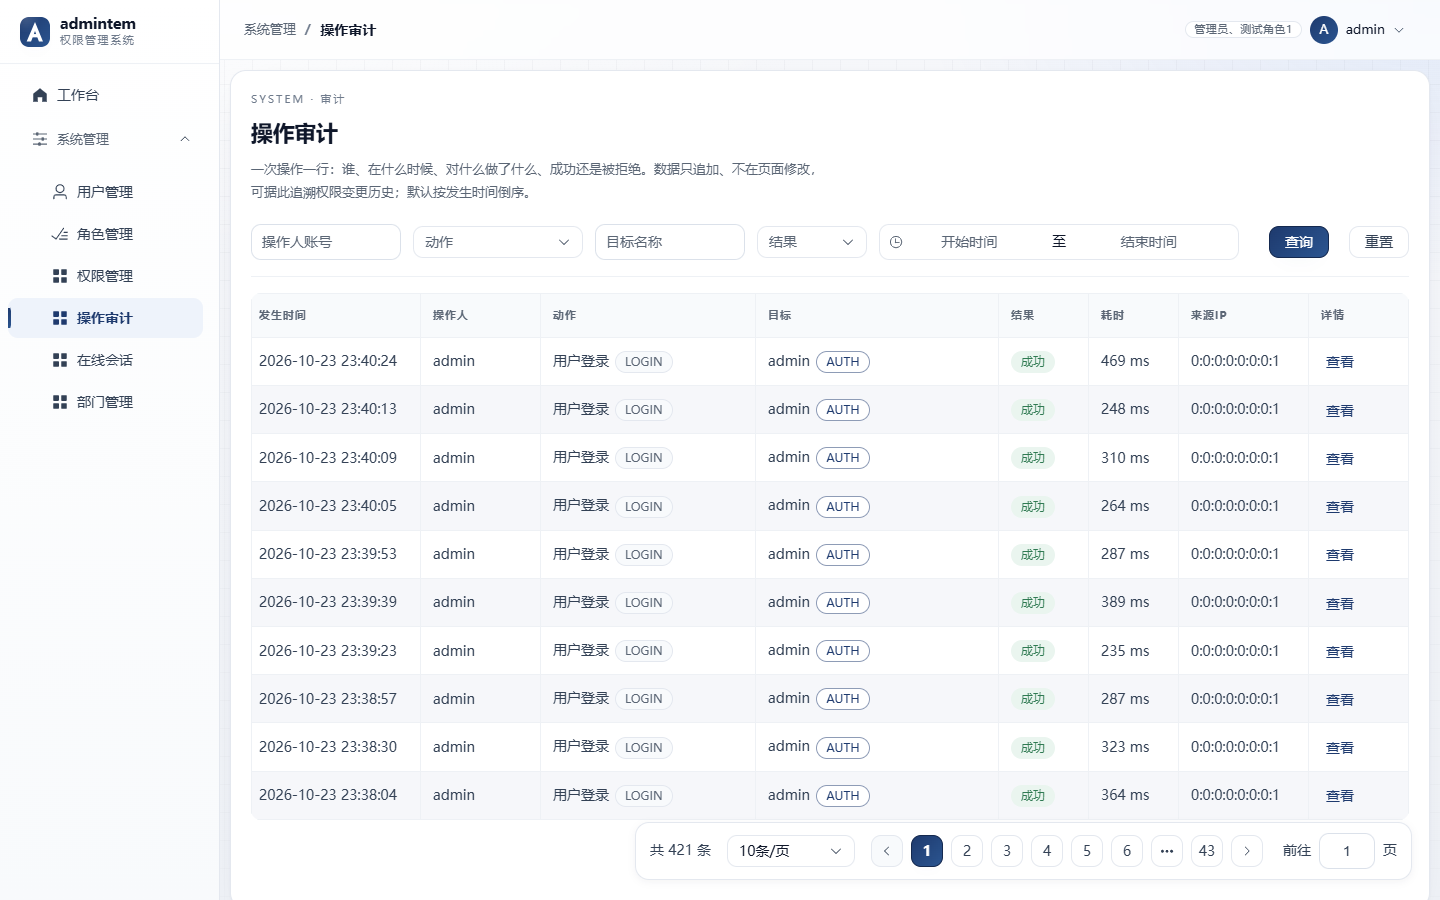 admintem
权限管理系统
工作台
系统管理
用户管理
角色管理
权限管理
操作审计
在线会话
部门管理
系统管理 / 操作审计
管理员、测试角色1
A admin
SYSTEM · 审计
操作审计
一次操作一行：谁、在什么时候、对什么做了什么、成功还是被拒绝。数据只追加、不在页面修改，
可据此追溯权限变更历史；默认按发生时间倒序。
操作人账号 动作 目标名称 结果 开始时间 至 结束时间 查询 重置
发生时间 操作人 动作 目标 结果 耗时 来源IP 详情
2026-10-23 23:40:24 admin 用户登录 LOGIN admin AUTH 成功 469 ms 0:0:0:0:0:0:0:1 查看
2026-10-23 23:40:13 admin 用户登录 LOGIN admin AUTH 成功 248 ms 0:0:0:0:0:0:0:1 查看
2026-10-23 23:40:09 admin 用户登录 LOGIN admin AUTH 成功 310 ms 0:0:0:0:0:0:0:1 查看
2026-10-23 23:40:05 admin 用户登录 LOGIN admin AUTH 成功 264 ms 0:0:0:0:0:0:0:1 查看
2026-10-23 23:39:53 admin 用户登录 LOGIN admin AUTH 成功 287 ms 0:0:0:0:0:0:0:1 查看
2026-10-23 23:39:39 admin 用户登录 LOGIN admin AUTH 成功 389 ms 0:0:0:0:0:0:0:1 查看
2026-10-23 23:39:23 admin 用户登录 LOGIN admin AUTH 成功 235 ms 0:0:0:0:0:0:0:1 查看
2026-10-23 23:38:57 admin 用户登录 LOGIN admin AUTH 成功 287 ms 0:0:0:0:0:0:0:1 查看
2026-10-23 23:38:30 admin 用户登录 LOGIN admin AUTH 成功 323 ms 0:0:0:0:0:0:0:1 查看
2026-10-23 23:38:04 admin 用户登录 LOGIN admin AUTH 成功 364 ms 0:0:0:0:0:0:0:1 查看
共 421 条 10条/页 1 2 3 4 5 6 ••• 43 前往 1 页